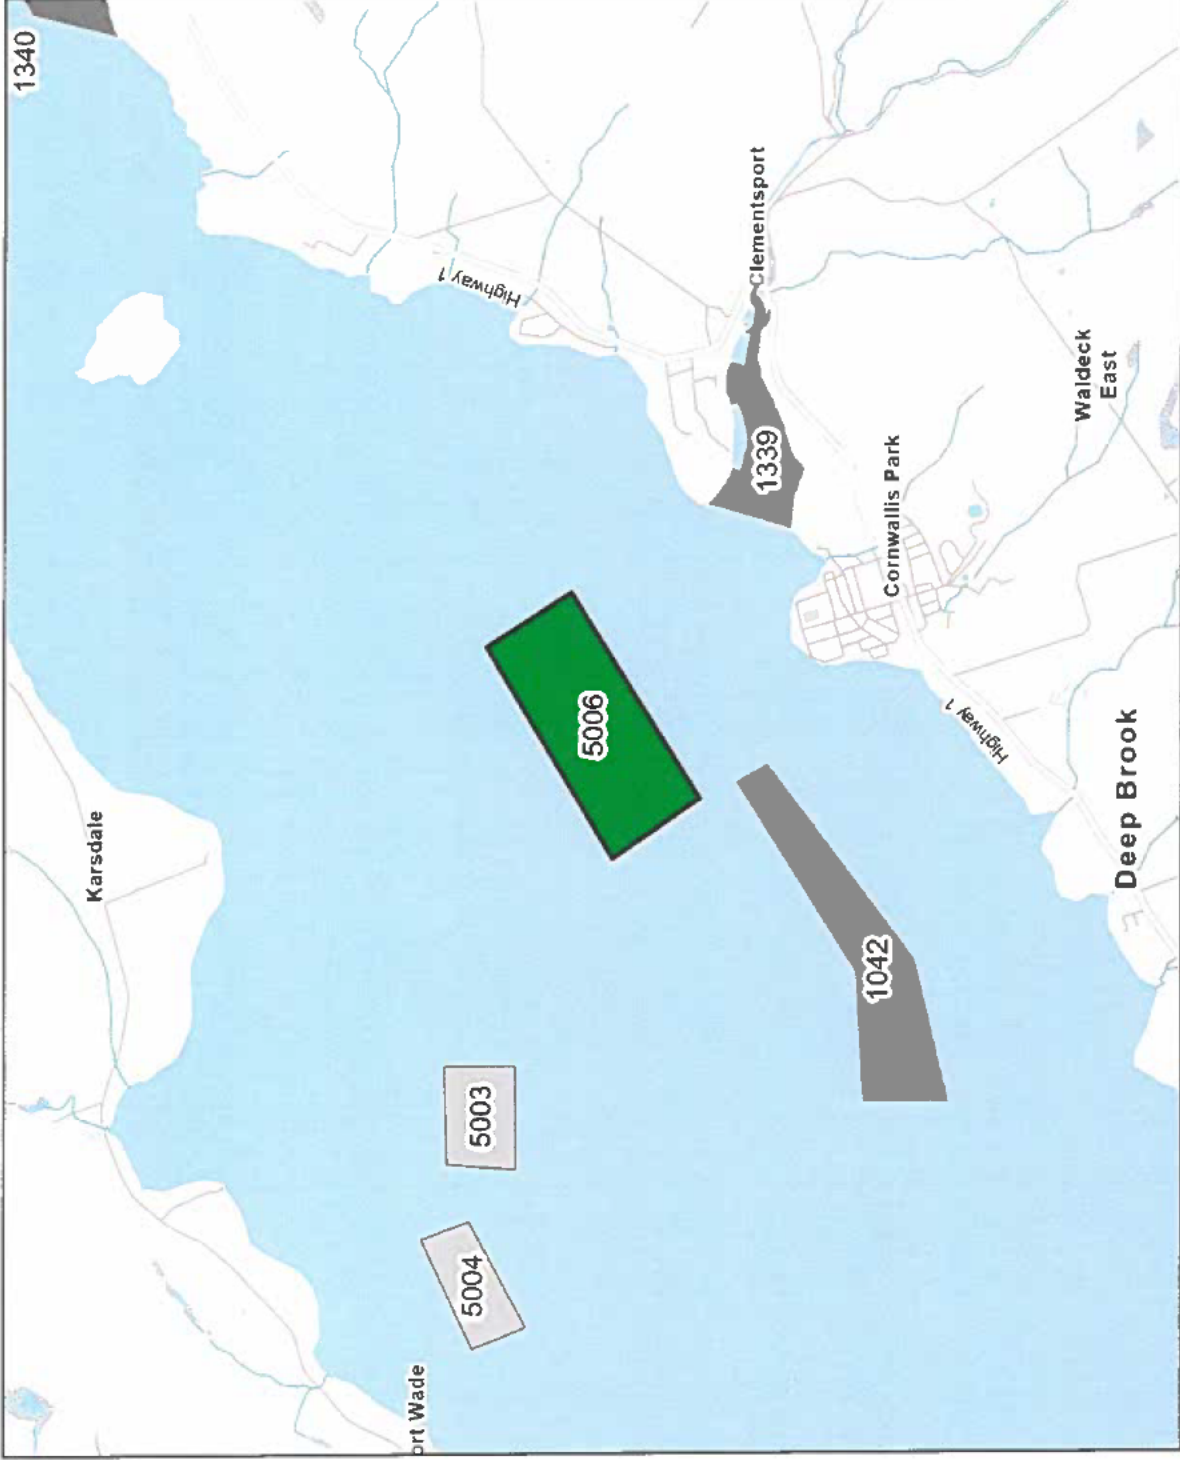 1340
Karsdale
Highway 1
Clementsport
1339
Waldeck
East
Cornwallis Park
5006
Highway 1
Deep Brook
1042
5003
5004
ort Wade